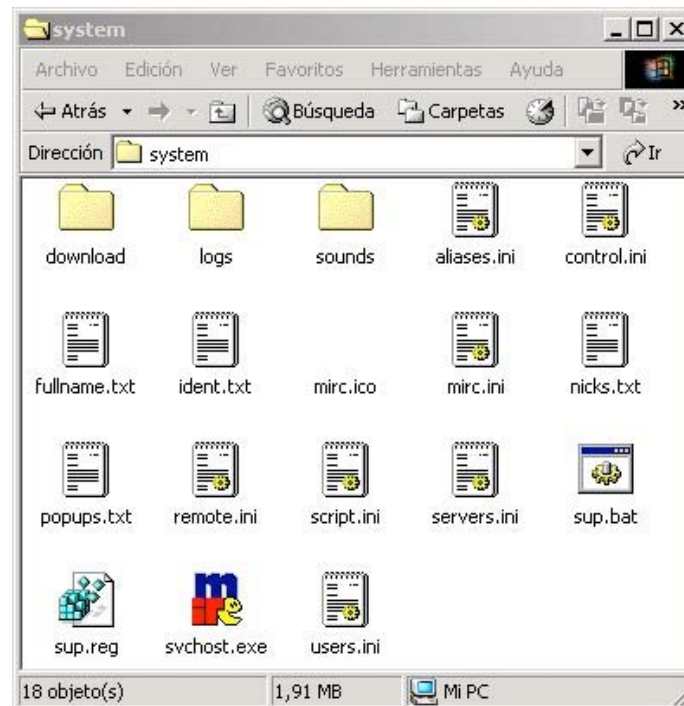 system
Archivo Edición Ver Favoritos Herramientas Ayuda
Atrás Búsqueda Carpetas »
Dirección system Ir
download logs sounds aliases.ini control.ini
fullname.txt ident.txt mirc.ico mirc.ini nicks.txt
popups.txt remote.ini script.ini servers.ini sup.bat
sup.reg svchost.exe users.ini
18 objeto(s) 1,91 MB Mi PC